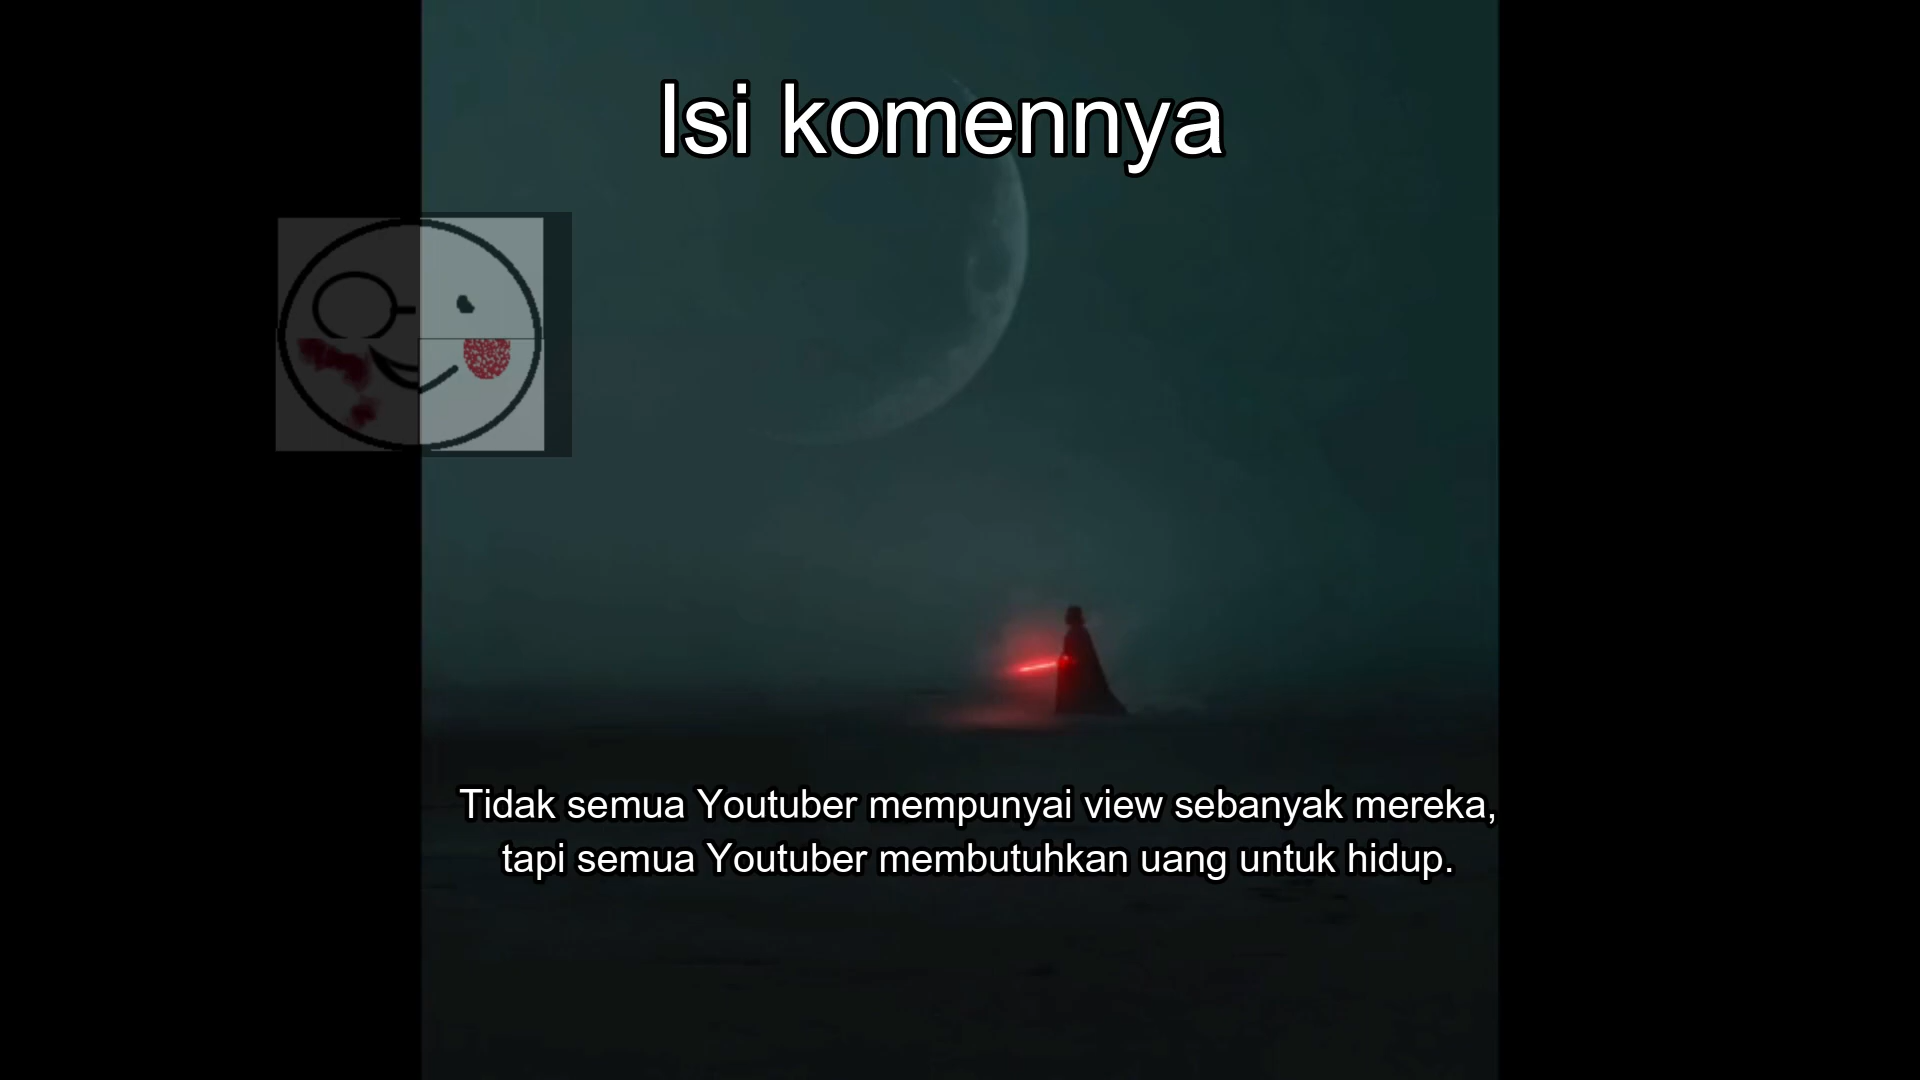 Isi komennya
Tidak semua Youtuber mempunyai view sebanyak mereka,
tapi semua Youtuber membutuhkan uang untuk hidup.